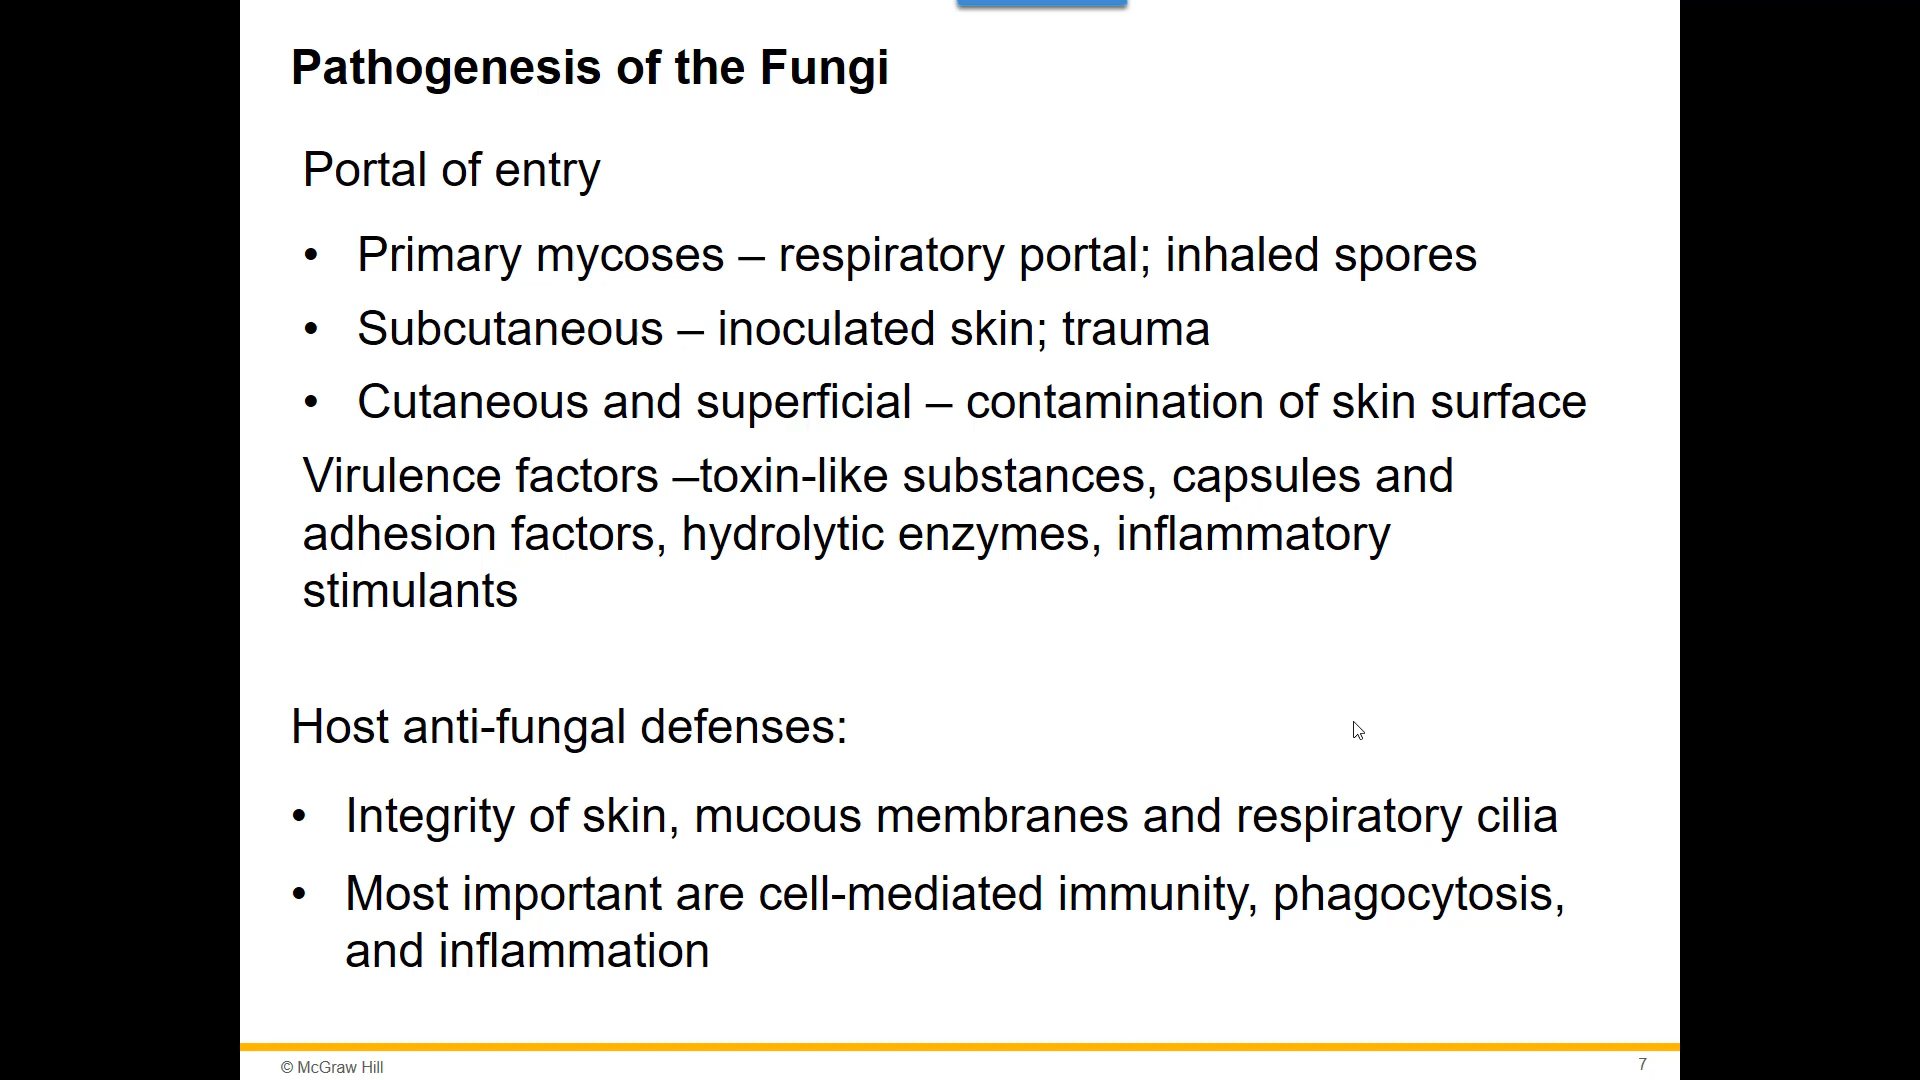 Pathogenesis of the Fungi
Portal of entry
• Primary mycoses – respiratory portal; inhaled spores
• Subcutaneous – inoculated skin; trauma
• Cutaneous and superficial – contamination of skin surface
Virulence factors –toxin-like substances, capsules and
adhesion factors, hydrolytic enzymes, inflammatory
stimulants
Host anti-fungal defenses:
• Integrity of skin, mucous membranes and respiratory cilia
• Most important are cell-mediated immunity, phagocytosis,
and inflammation
© McGraw Hill
7